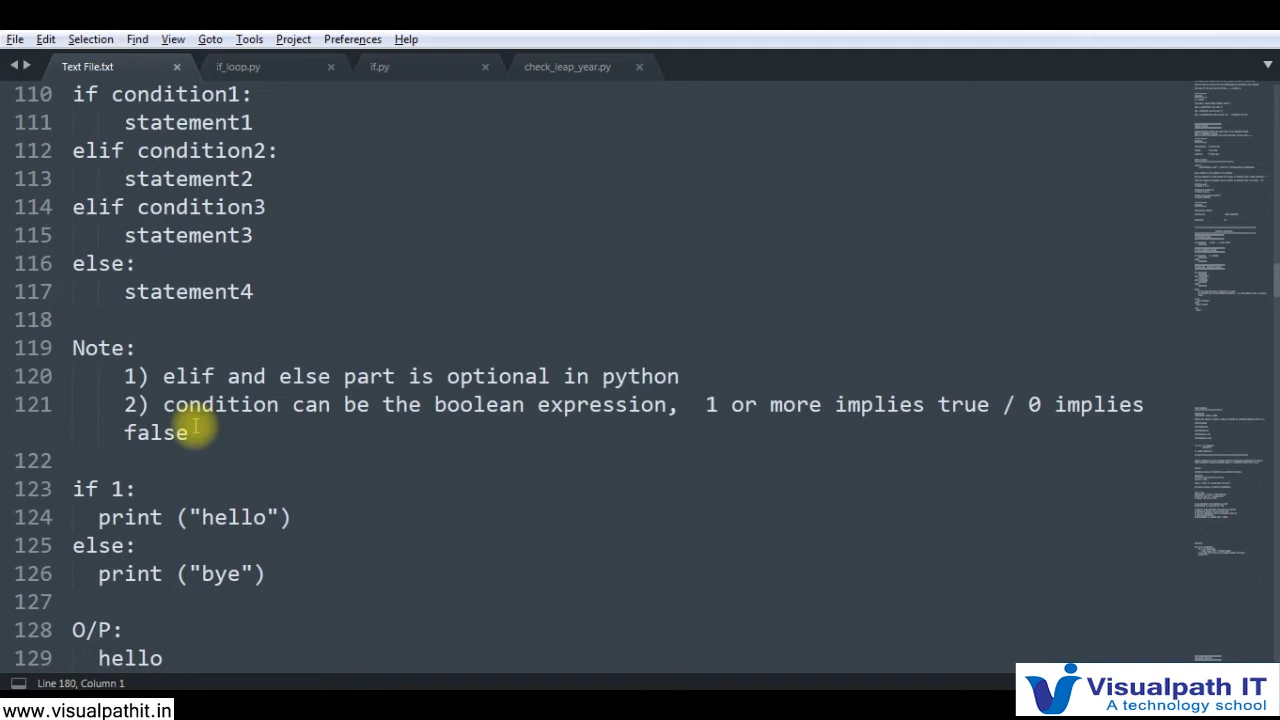 File Edit Selection Find View Goto Tools Project Preferences Help
Text File.txt if_loop.py if.py check_leap_year.py
110 if condition1:
111 statement1
112 elif condition2:
113 statement2
114 elif condition3
115 statement3
116 else:
117 statement4
118
119 Note:
120 1) elif and else part is optional in python
121 2) condition can be the boolean expression, 1 or more implies true / 0 implies
false
122
123 if 1:
124 print ("hello")
125 else:
126 print ("bye")
127
128 O/P:
129 hello
Line 180, Column 1
www.visualpathit.in
Visualpath IT
A technology school